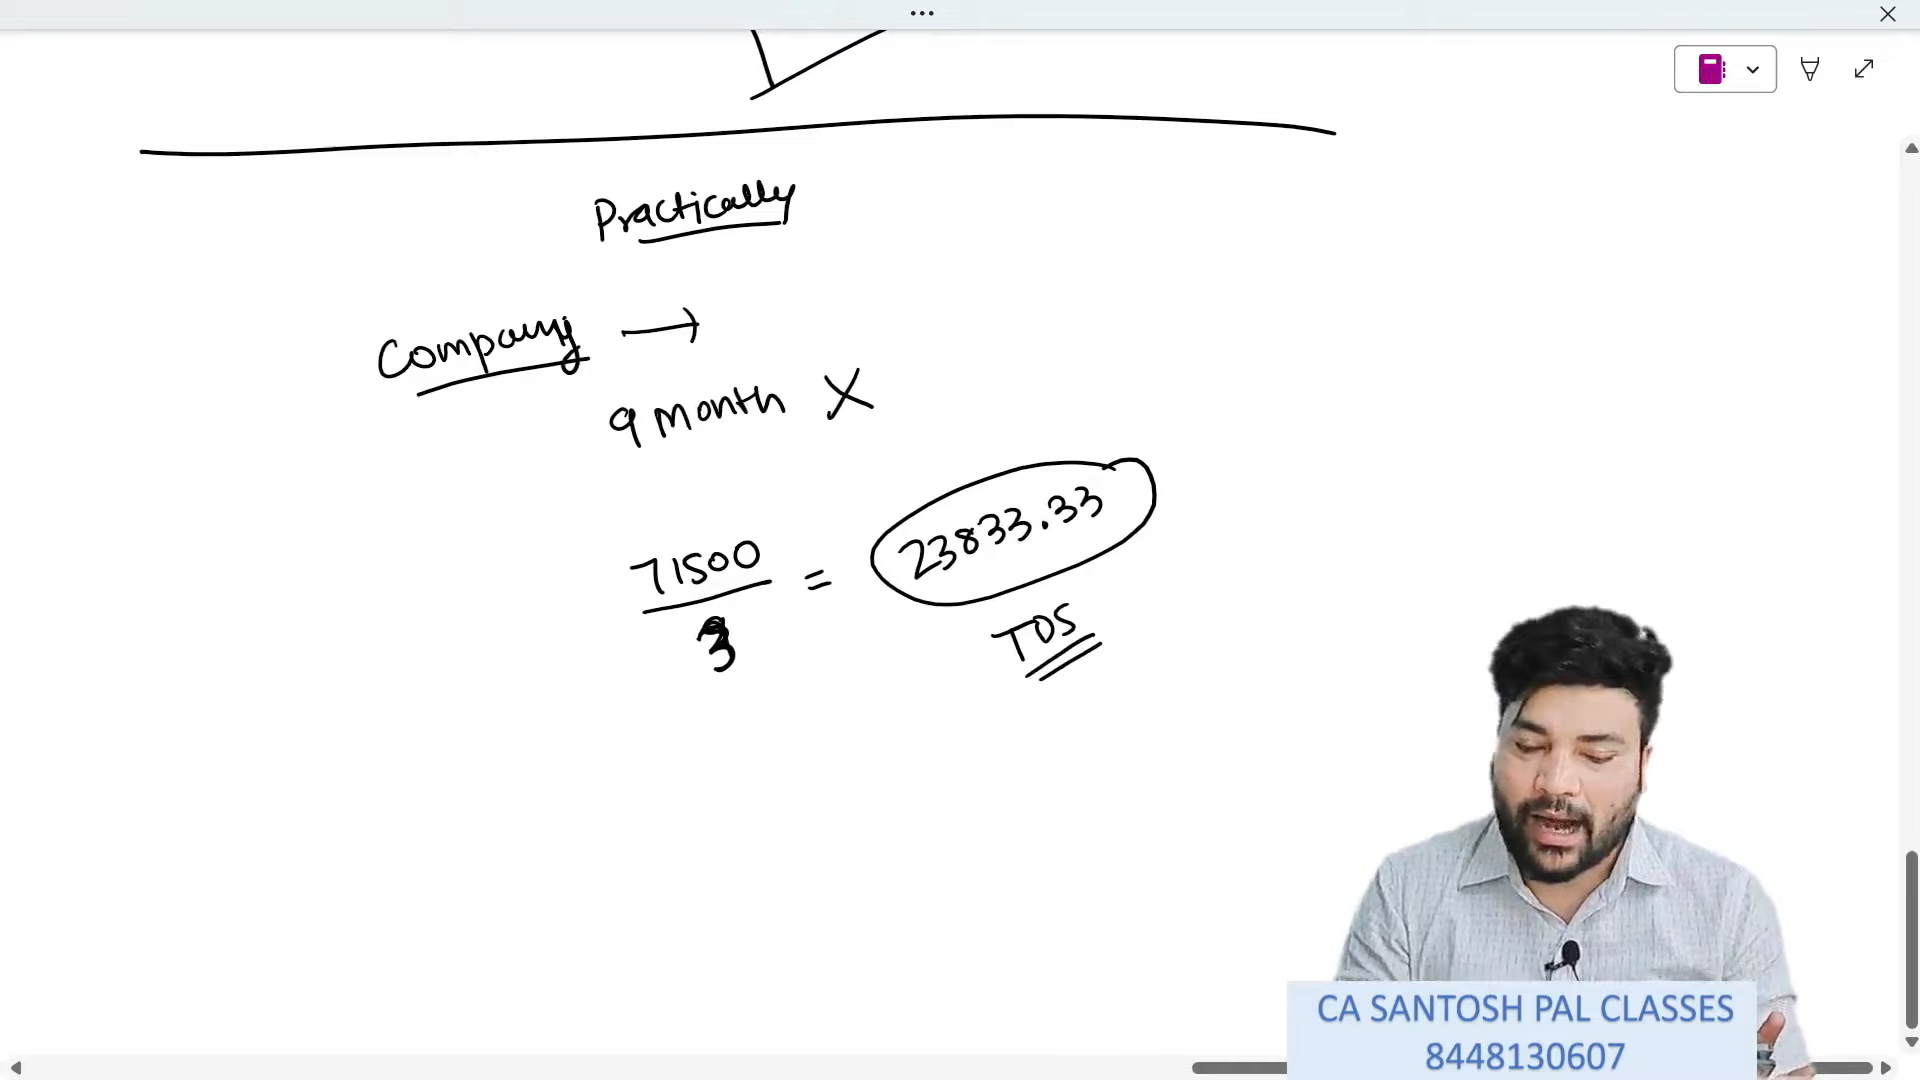 Practically
Company →
9 month X
71500
3
= 23833.33
TDS
CA SANTOSH PAL CLASSES
8448130607